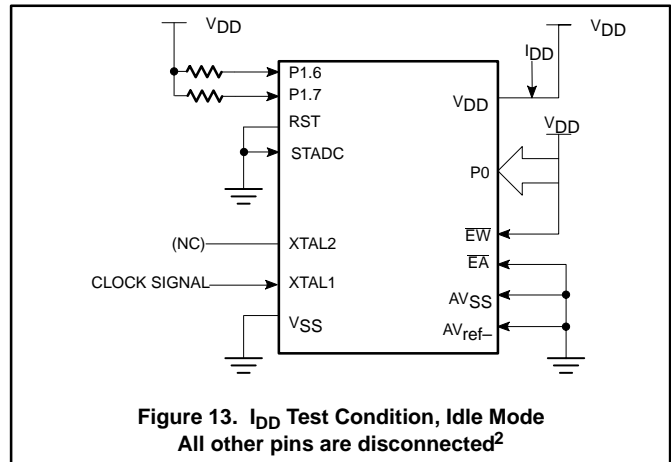 VDD
P1.6
P1.7
RST
STADC
(NC)
XTAL2
CLOCK SIGNAL
XTAL1
VSS
VDD
IDD
VDD
VDD
P0
EW
EA
AVSS
AVref–
Figure 13. IDD Test Condition, Idle Mode
All other pins are disconnected2